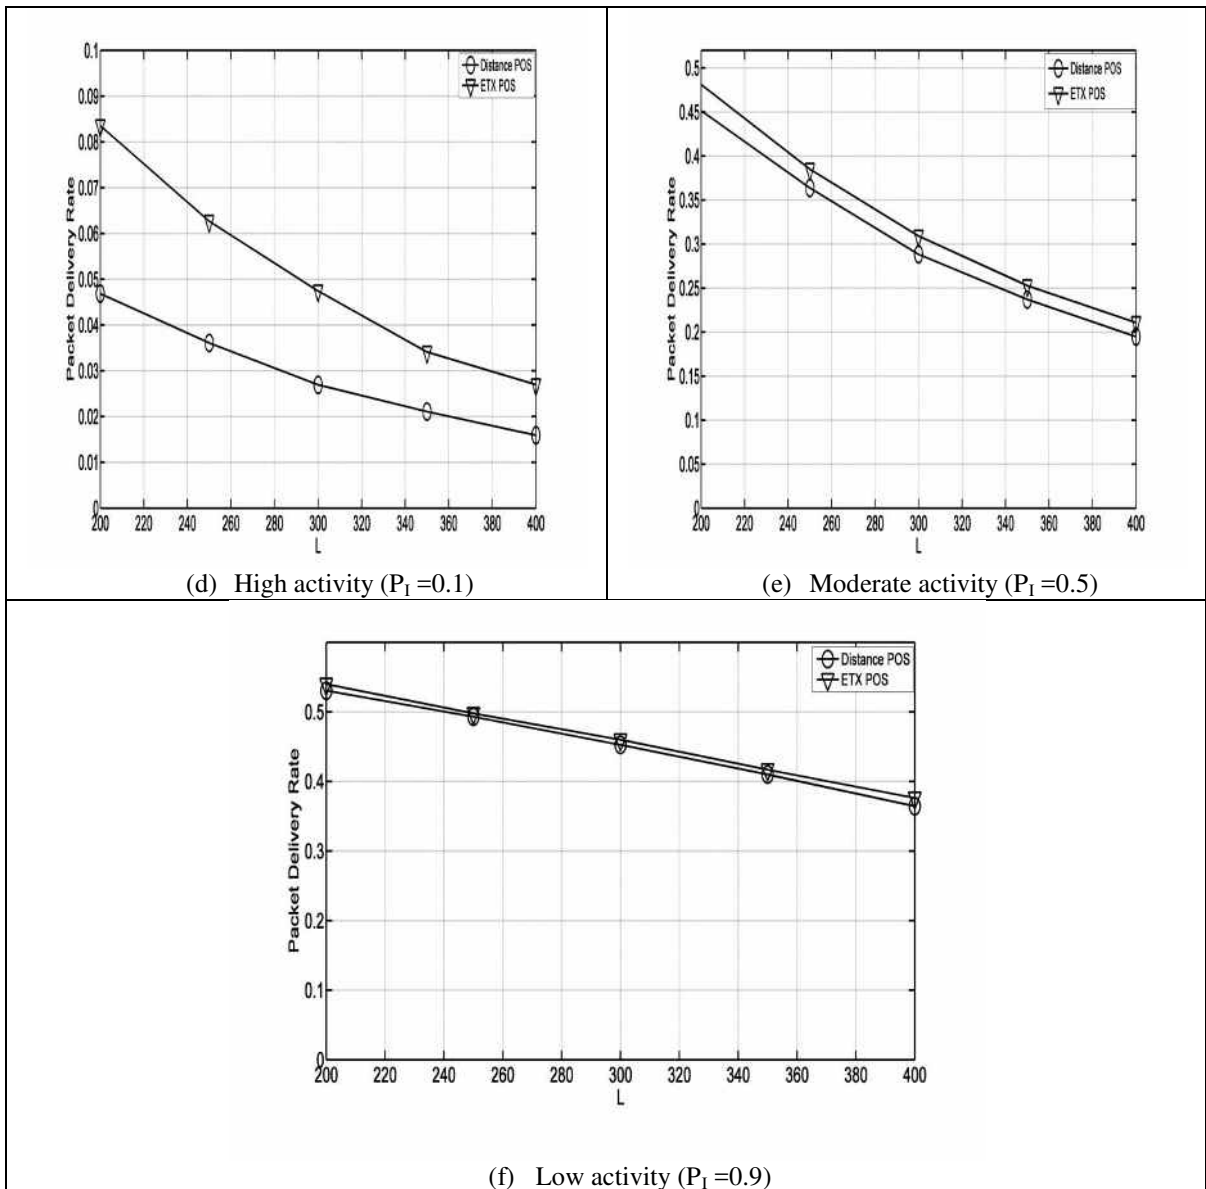 0.1
0.09
0.08
0.07
0.06
0.05
0.04
0.03
0.02
0.01
0
200 220 240 260 280 300 320 340 360 380 400
L
Packet Delivery Rate
Distance POS
ETX POS
(d) High activity (P_I =0.1)
0.5
0.45
0.4
0.35
0.3
0.25
0.2
0.15
0.1
0.05
0
200 220 240 260 280 300 320 340 360 380 400
L
Packet Delivery Rate
Distance POS
ETX POS
(e) Moderate activity (P_I =0.5)
0.5
0.4
0.3
0.2
0.1
0
200 220 240 260 280 300 320 340 360 380 400
L
Packet Delivery Rate
Distance POS
ETX POS
(f) Low activity (P_I =0.9)